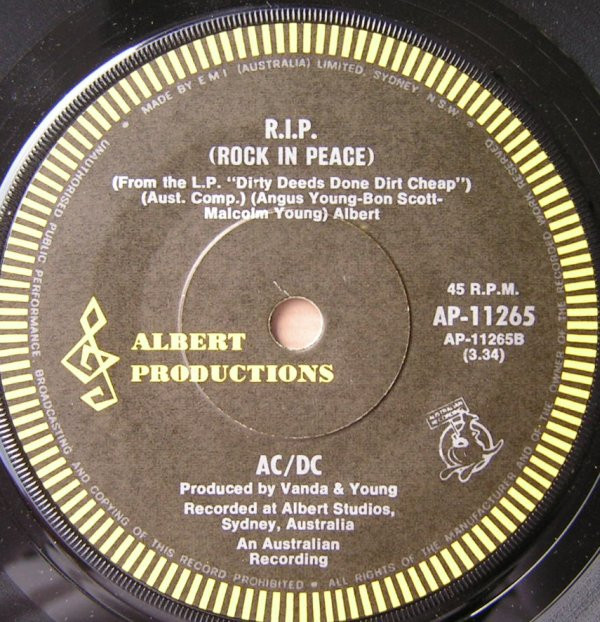 MADE BY E M I (AUSTRALIA) LIMITED, SYDNEY N·S·W·
R.I.P.
(ROCK IN PEACE)
(From the L.P. "Dirty Deeds Done Dirt Cheap")
(Aust. Comp.) (Angus Young-Bon Scott-
Malcolm Young) Albert
45 R.P.M.
AP-11265
AP-11265B
(3.34)
ALBERT
PRODUCTIONS
AC/DC
Produced by Vanda & Young
Recorded at Albert Studios,
Sydney, Australia
An Australian
Recording
UNAUTHORISED PUBLIC PERFORMANCE BROADCASTING AND COPYING OF THIS RECORD PROHIBITED • ALL RIGHTS OF THE MANUFACTURER AND OF THE OWNER OF THE RECORDED WORK RESERVED